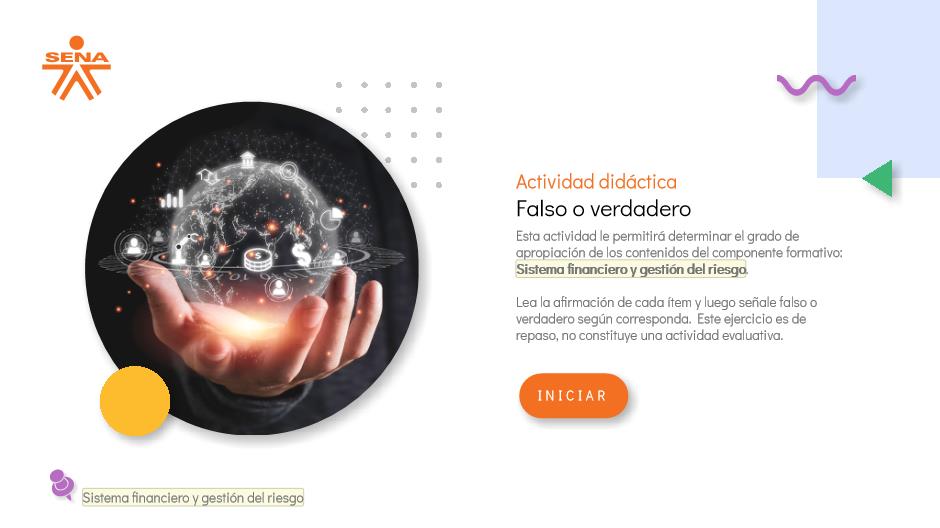 SENA
Actividad didáctica
Falso o verdadero
Esta actividad le permitirá determinar el grado de
apropiación de los contenidos del componente formativo:
Sistema financiero y gestión del riesgo.
Lea la afirmación de cada ítem y luego señale falso o
verdadero según corresponda. Este ejercicio es de
repaso, no constituye una actividad evaluativa.
INICIAR
Sistema financiero y gestión del riesgo